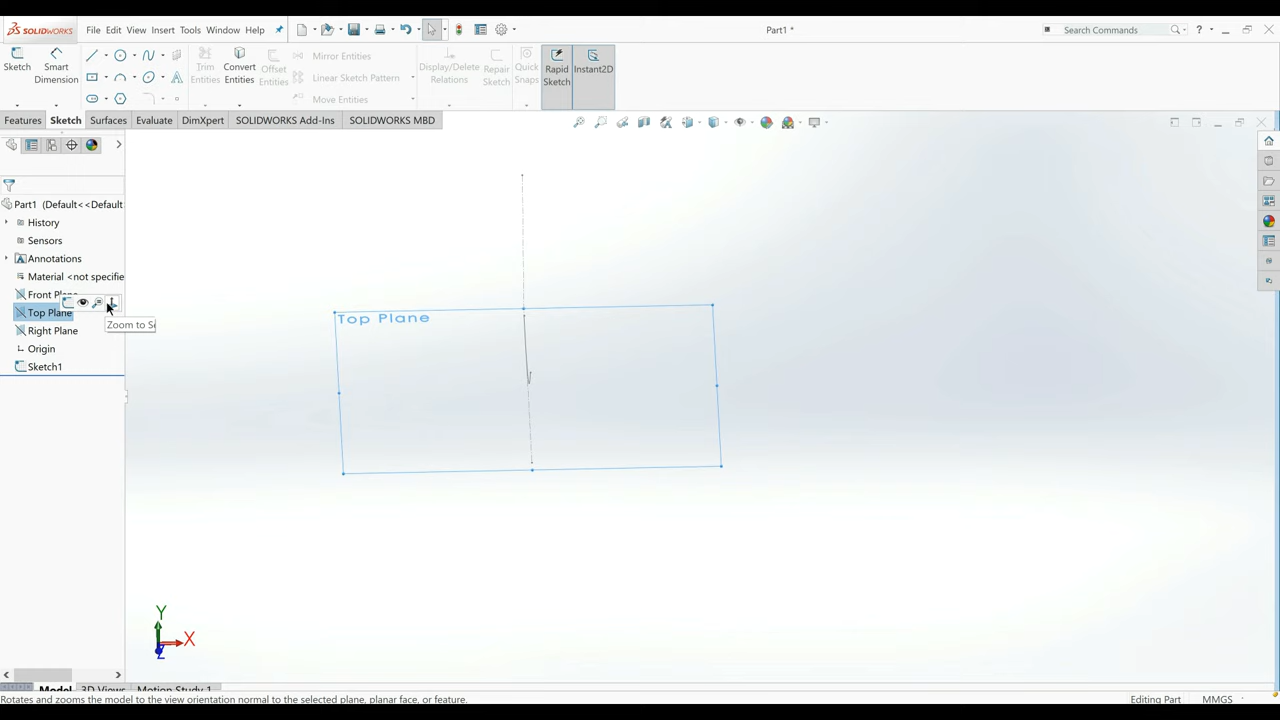 SOLIDWORKS File Edit View Insert Tools Window Help Part1 * Search Commands
Sketch Smart Dimension Trim Entities Convert Entities Offset Entities Mirror Entities Linear Sketch Pattern Move Entities Display/Delete Relations Repair Sketch Quick Snaps Rapid Sketch Instant2D
Features Sketch Surfaces Evaluate DimXpert SOLIDWORKS Add-Ins SOLIDWORKS MBD
Part1 (Default<<Default
History
Sensors
Annotations
Material <not specifie
Front Plane
Top Plane
Zoom to S
Right Plane
Origin
Sketch1
Top Plane
Y
X
Z
Model 3D Views Motion Study 1
Rotates and zooms the model to the view orientation normal to the selected plane, planar face, or feature. Editing Part MMGS